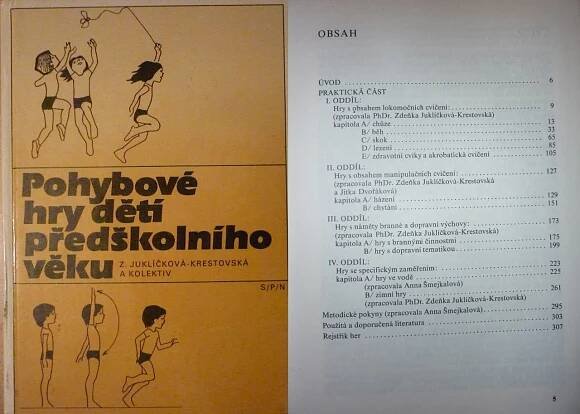 Pohybové
hry dětí
předškolního
věku
Z. JUKLÍČKOVÁ-KRESTOVSKÁ
A KOLEKTIV
S/P/N
OBSAH
ÚVOD 6
PRAKTICKÁ ČÁST
I. ODDÍL:
Hry s obsahem lokomočních cvičení: 9
(zpracovala PhDr. Zdeňka Juklíčková-Krestovská)
kapitola A/ chůze 13
B/ běh 33
C/ skok 65
D/ lezení 85
E/ zdravotní cviky a akrobatická cvičení 105
II. ODDÍL:
Hry s obsahem manipulačních cvičení: 127
(zpracovala PhDr. Zdeňka Juklíčková-Krestovská
a Jitka Dvořáková)
kapitola A/ házení 129
B/ chytání 151
III. ODDÍL:
Hry s náměty branné a dopravní výchovy: 173
(zpracovala PhDr. Zdeňka Juklíčková-Krestovská)
kapitola A/ hry s brannými činnostmi 175
B/ hry s dopravní tematikou 199
IV. ODDÍL:
Hry se specifickým zaměřením: 223
kapitola A/ hry ve vodě 225
(zpracovala Anna Šmejkalová)
B/ zimní hry 261
(zpracovala PhDr. Zdeňka Juklíčková-Krestovská)
Metodické pokyny (zpracovala Anna Šmejkalová) 295
Použitá a doporučená literatura 303
Rejstřík her 307
5